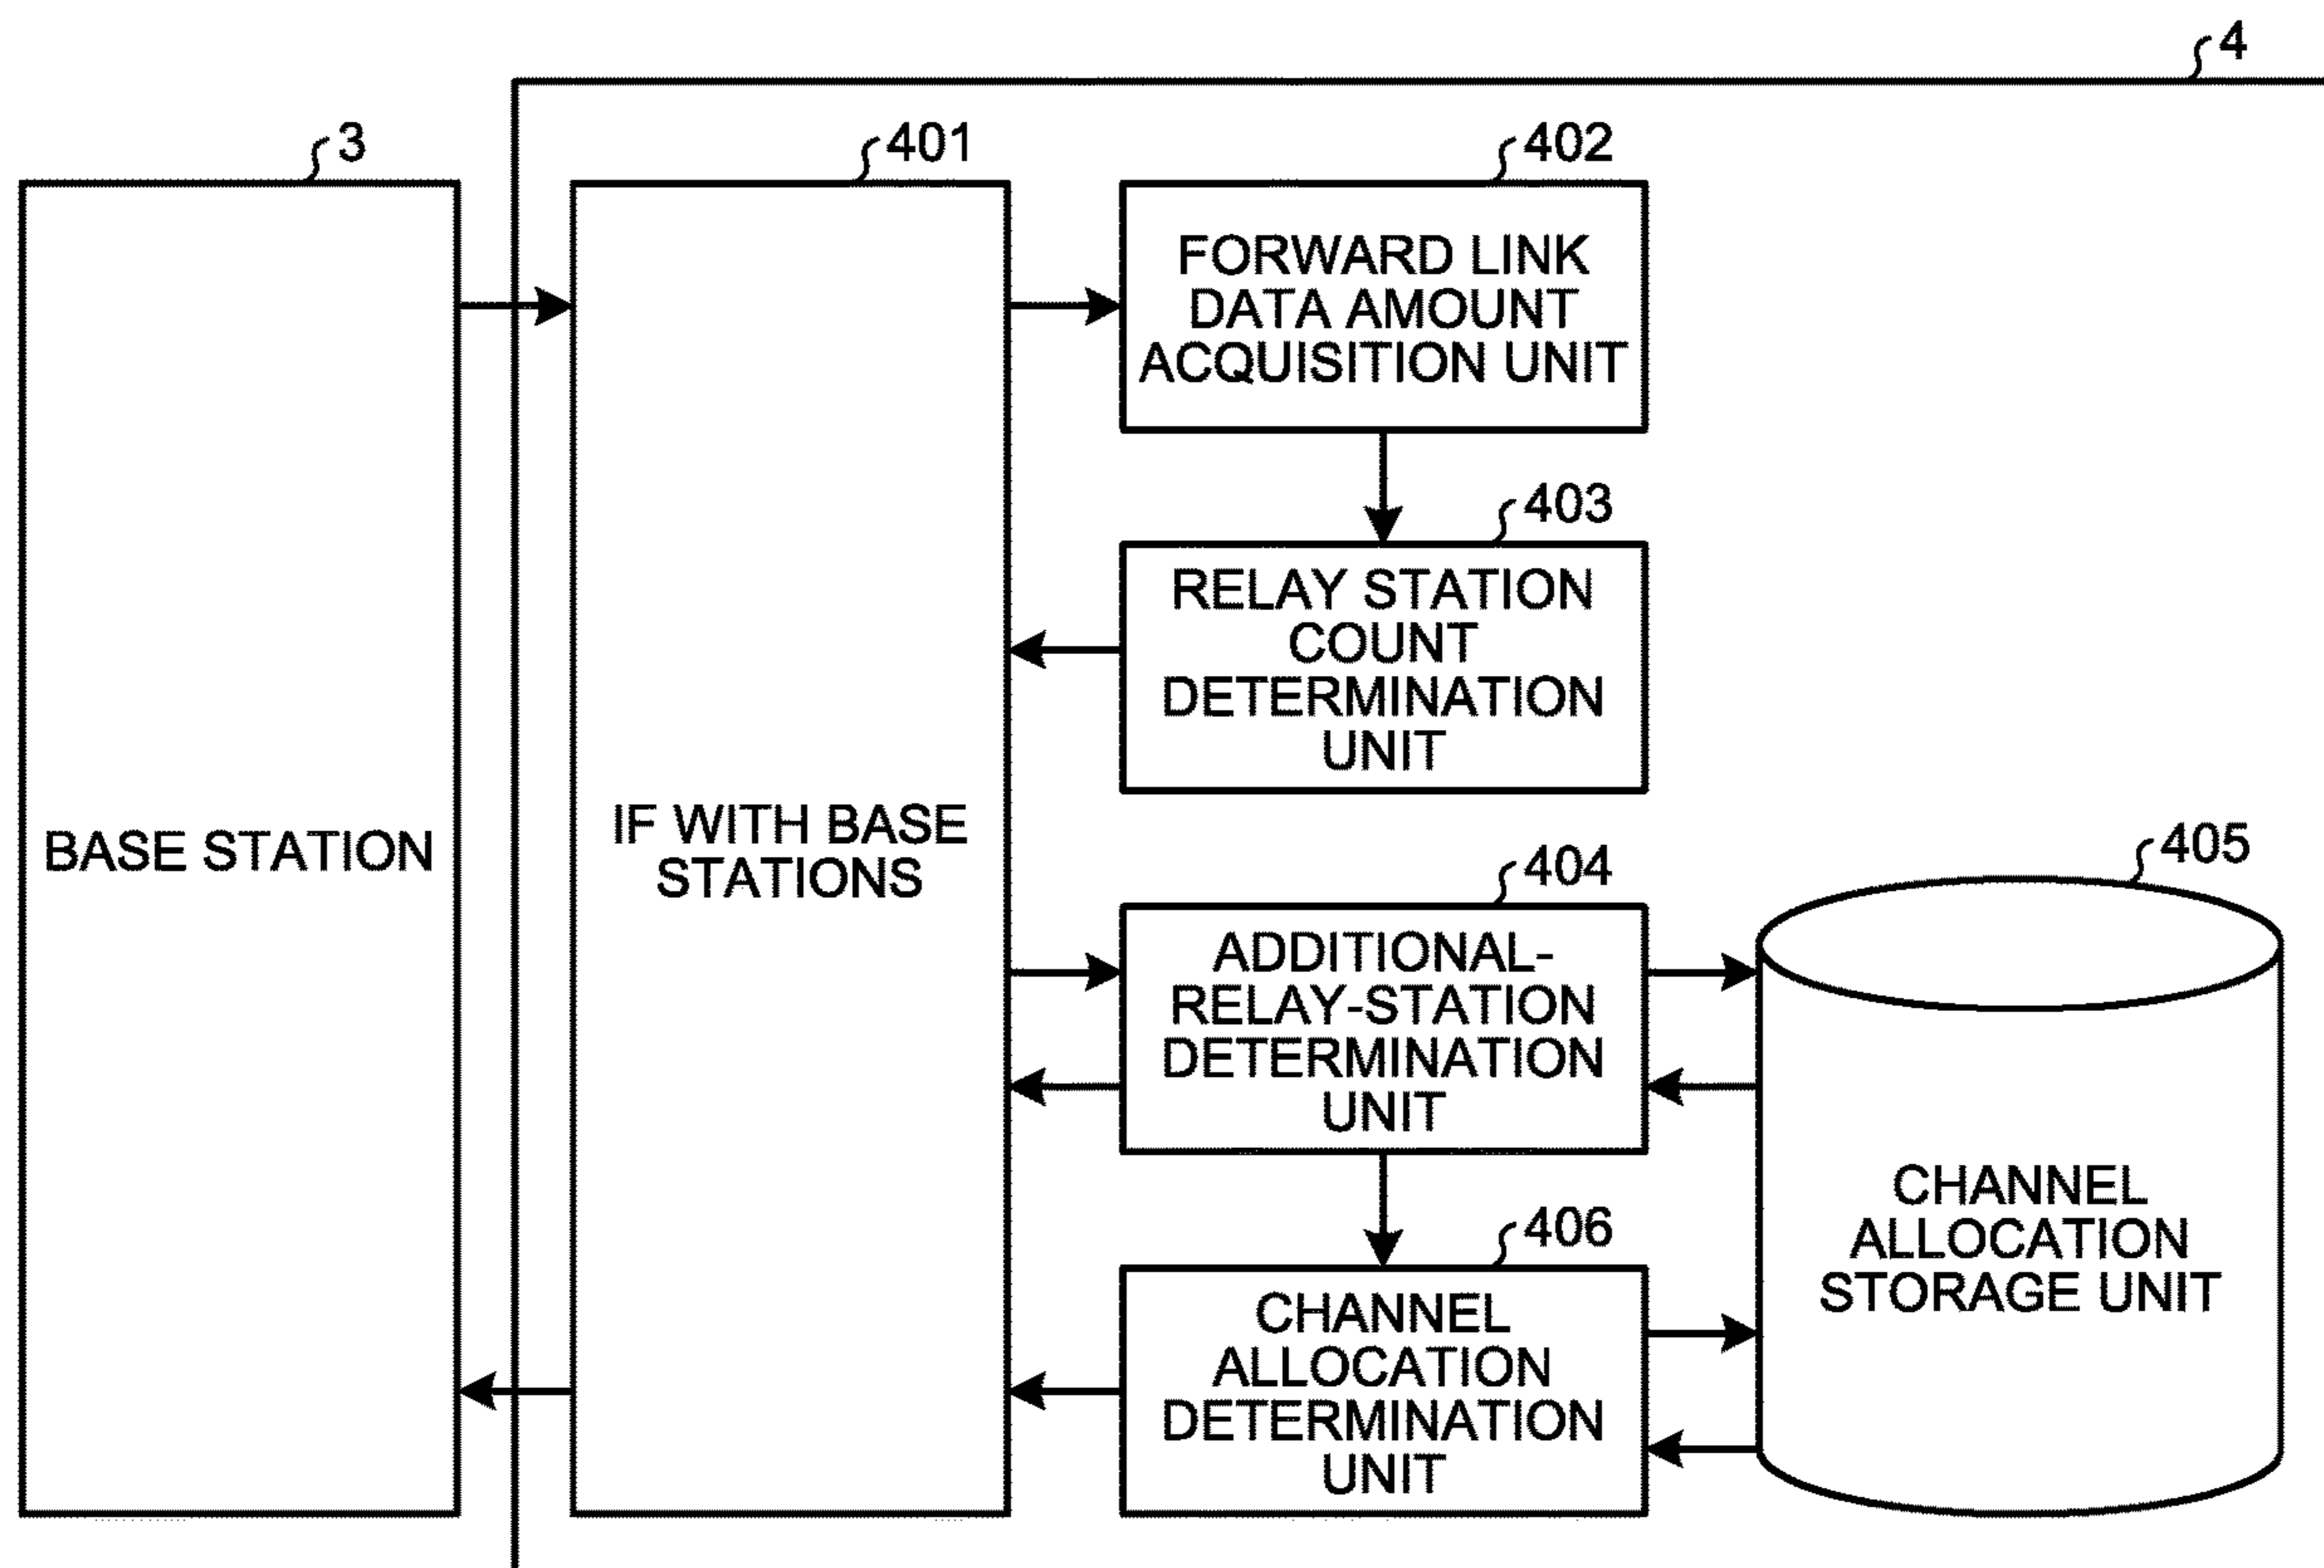 4
3
401
402
FORWARD LINK
DATA AMOUNT
ACQUISITION UNIT
403
RELAY STATION
COUNT
DETERMINATION
UNIT
BASE STATION
IF WITH BASE
STATIONS
404
405
ADDITIONAL-
RELAY-STATION
DETERMINATION
UNIT
CHANNEL
ALLOCATION
STORAGE UNIT
406
CHANNEL
ALLOCATION
DETERMINATION
UNIT